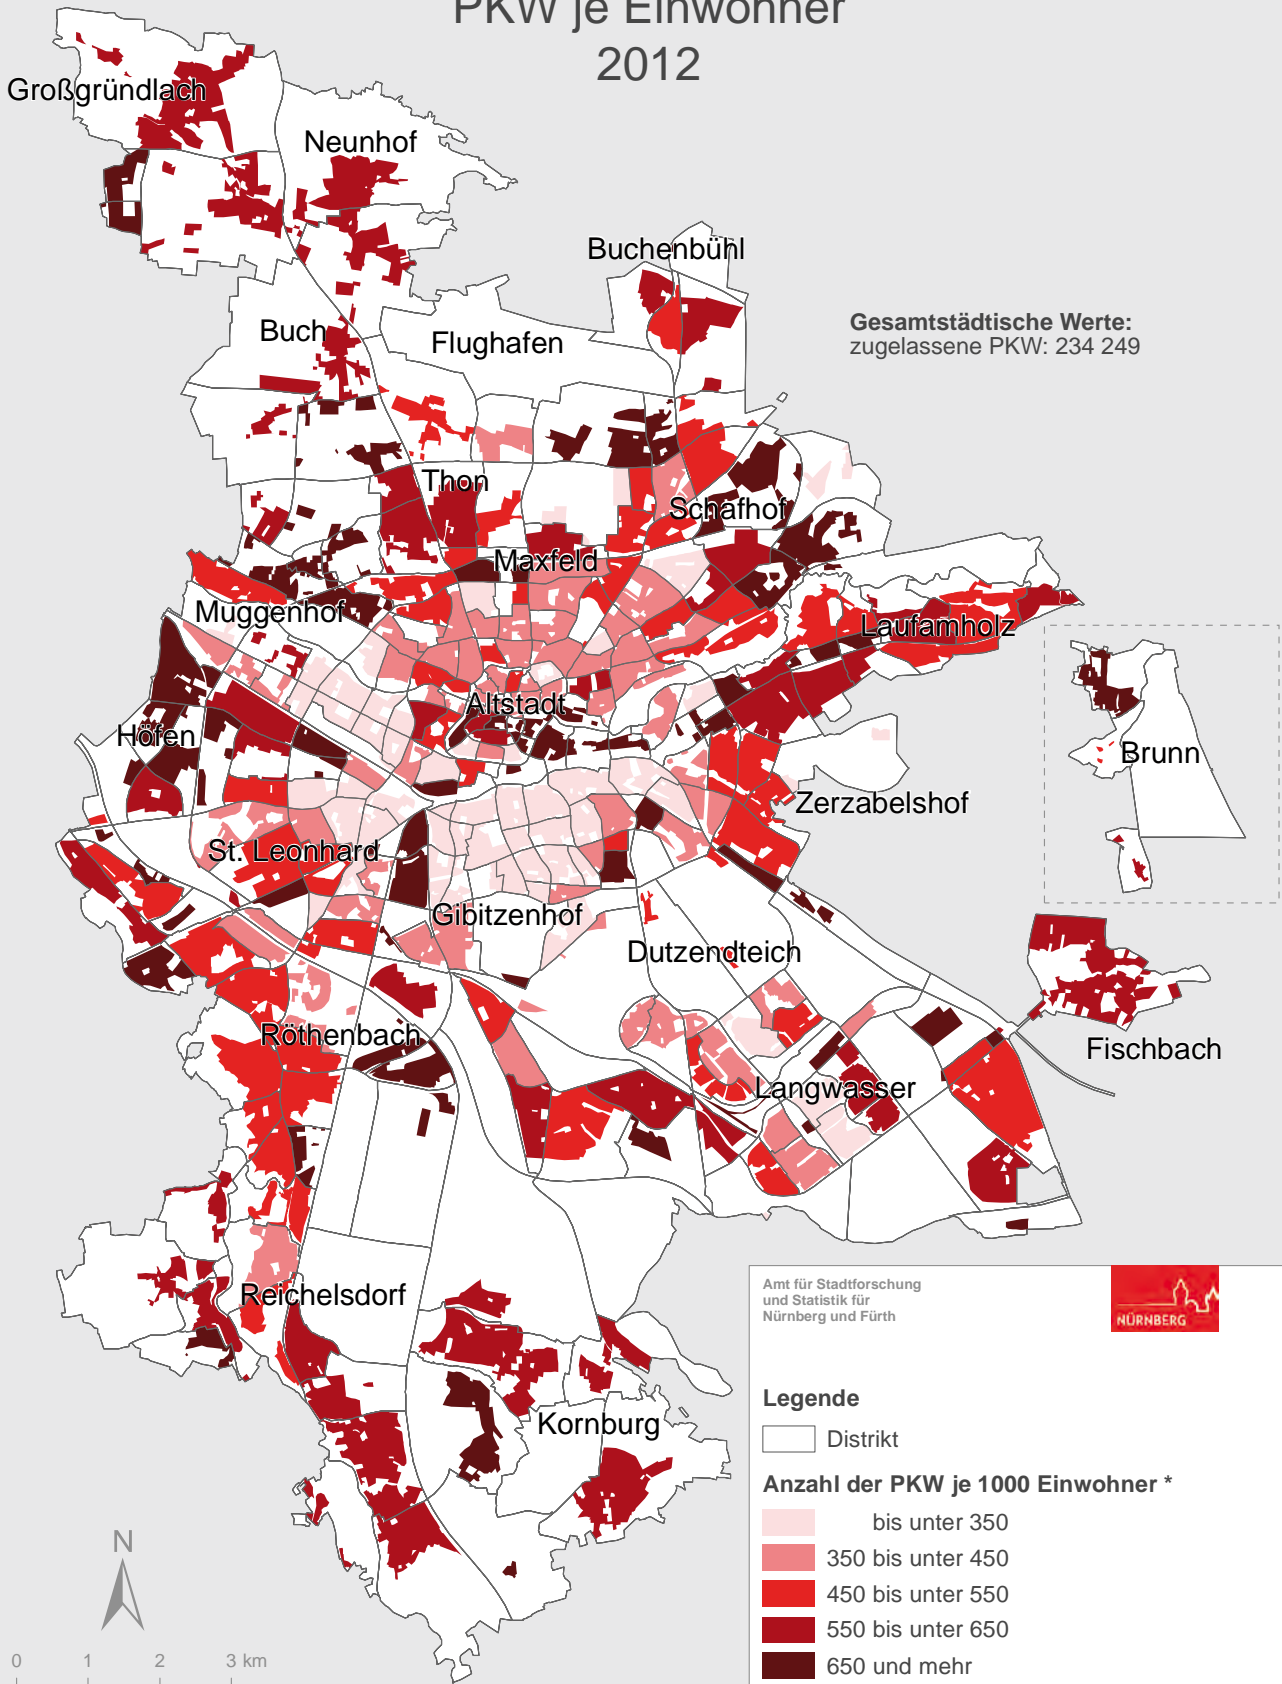 PKW je Einwohner
2012
Großgründlach
Neunhof
Buchenbühl
Buch
Flughafen
Gesamtstädtische Werte:
zugelassene PKW: 234 249
Thon
Schafhof
Maxfeld
Muggenhof
Laufamholz
Altstadt
Höfen
Brunn
Zerzabelshof
St. Leonhard
Gibitzenhof
Dutzendteich
Röthenbach
Fischbach
Langwasser
Reichelsdorf
Kornburg
Amt für Stadtforschung
und Statistik für
Nürnberg und Fürth
NÜRNBERG
Legende
Distrikt
Anzahl der PKW je 1000 Einwohner *
bis unter 350
350 bis unter 450
450 bis unter 550
550 bis unter 650
650 und mehr
N
0 1 2 3 km